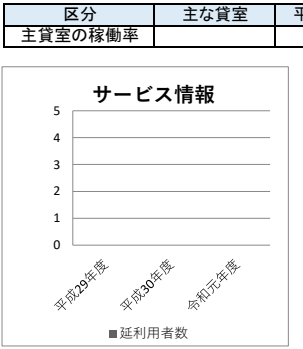 区分 主な貸室 平
主貸室の稼働率
サービス情報
5
4
3
2
1
0
平成29年度 平成30年度 令和元年度
■延利用者数